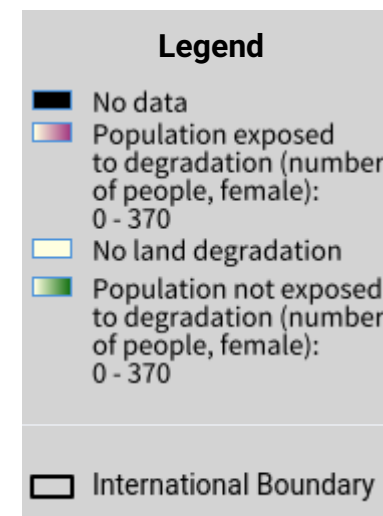 Legend
No data
Population exposed
to degradation (number
of people, female):
0 - 370
No land degradation
Population not exposed
to degradation (number
of people, female):
0 - 370
International Boundary